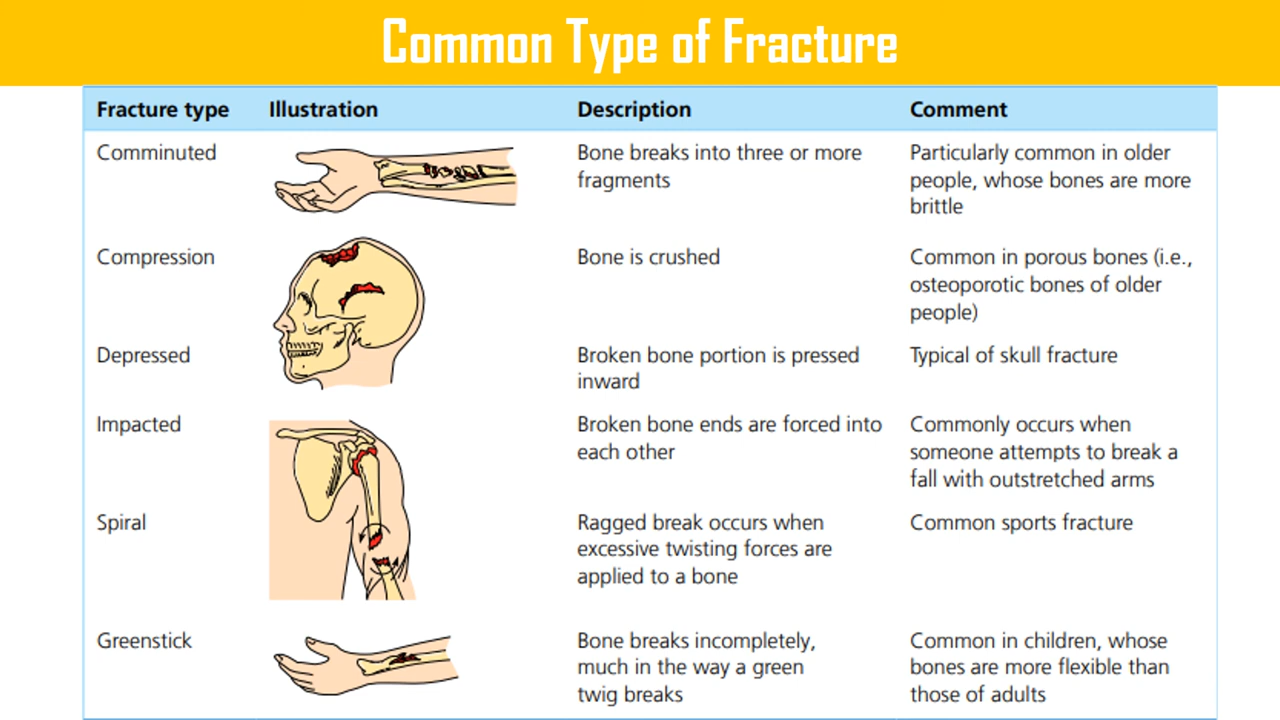 Common Type of Fracture
Fracture type Illustration Description Comment
Comminuted
Bone breaks into three or more
fragments
Particularly common in older
people, whose bones are more
brittle
Compression
Bone is crushed
Common in porous bones (i.e.,
osteoporotic bones of older
people)
Depressed
Broken bone portion is pressed
inward
Typical of skull fracture
Impacted
Broken bone ends are forced into
each other
Commonly occurs when
someone attempts to break a
fall with outstretched arms
Spiral
Ragged break occurs when
excessive twisting forces are
applied to a bone
Common sports fracture
Greenstick
Bone breaks incompletely,
much in the way a green
twig breaks
Common in children, whose
bones are more flexible than
those of adults